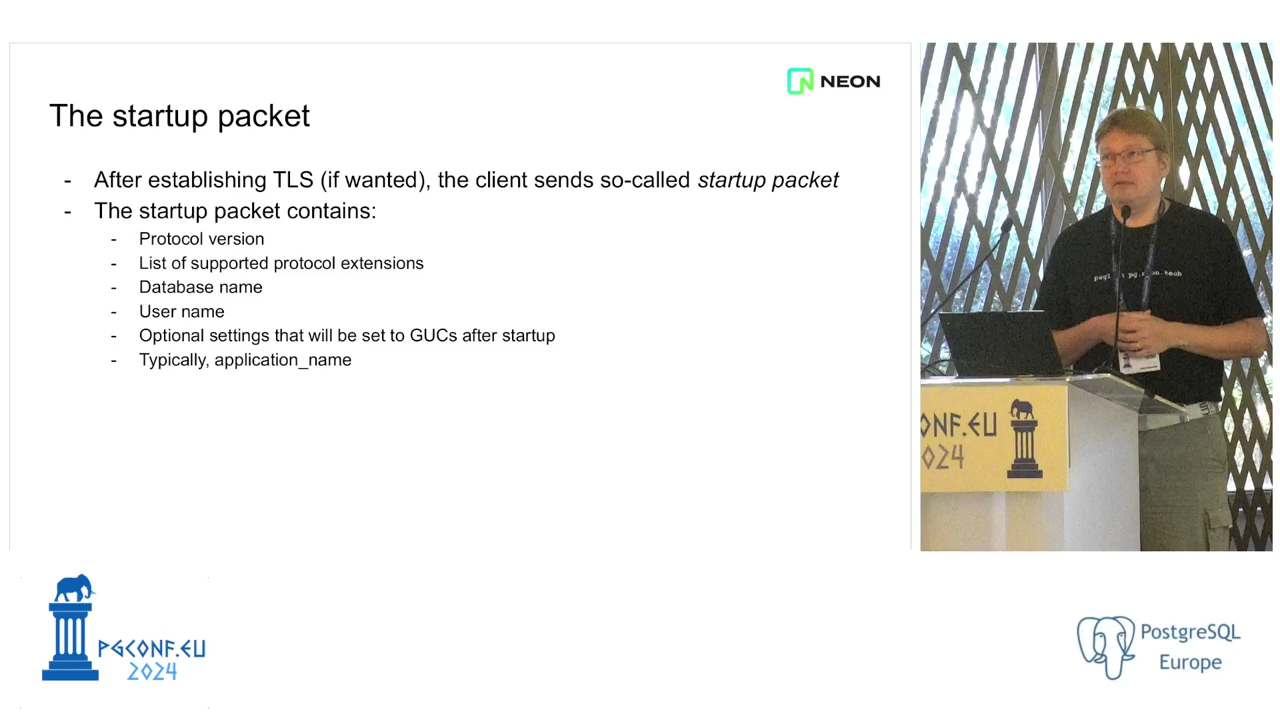 NEON
The startup packet
- After establishing TLS (if wanted), the client sends so-called startup packet
- The startup packet contains:
- Protocol version
- List of supported protocol extensions
- Database name
- User name
- Optional settings that will be set to GUCs after startup
- Typically, application_name
ONF.EU
2024
PGCONF.EU
2024
PostgreSQL
Europe